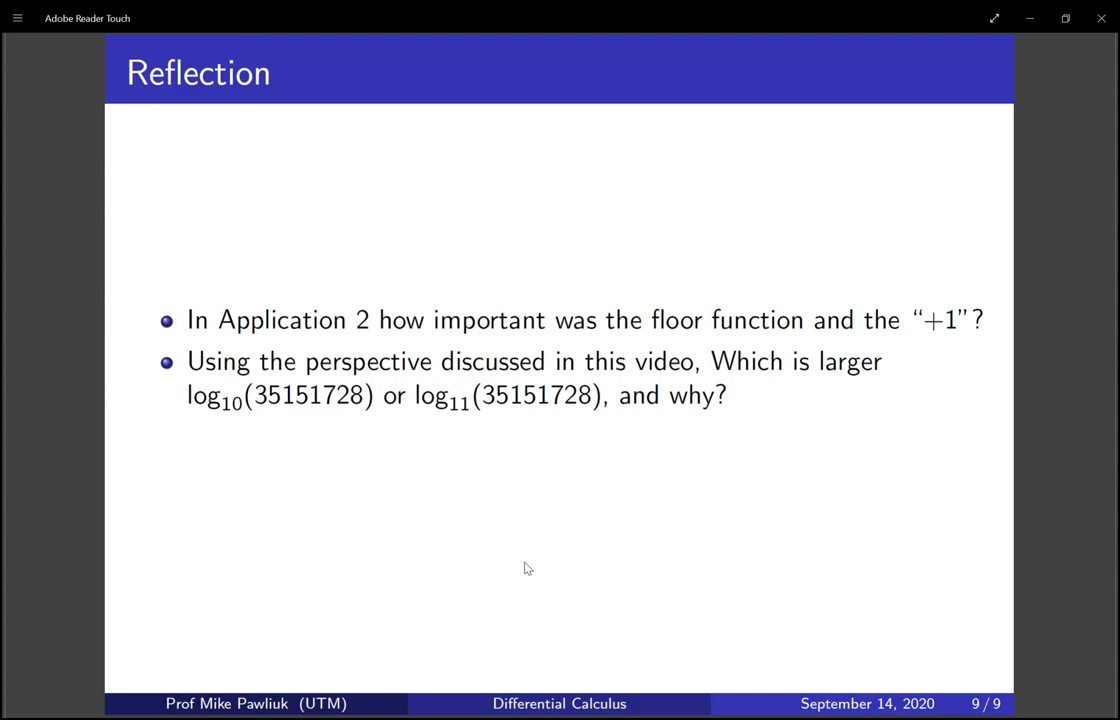 Adobe Reader Touch
Reflection
In Application 2 how important was the floor function and the “+1”?
Using the perspective discussed in this video, Which is larger
log₁₀(35151728) or log₁₁(35151728), and why?
Prof Mike Pawliuk (UTM) Differential Calculus September 14, 2020 9 / 9